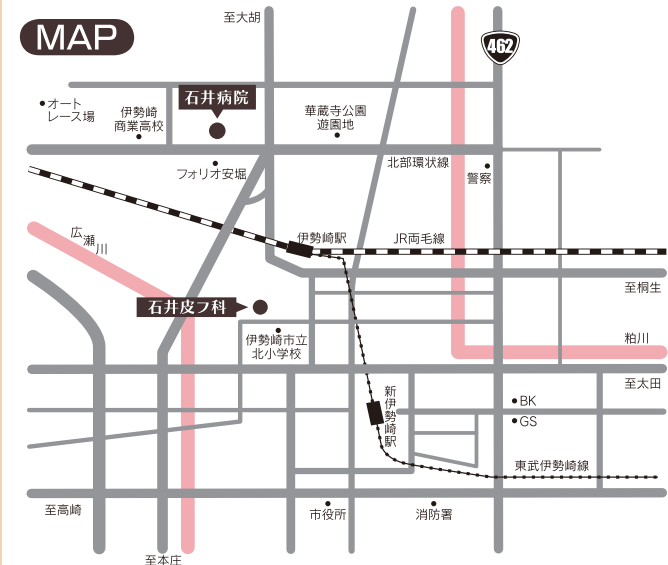 MAP
至大胡
462
石井病院
オート
レース場
伊勢崎
商業高校
華蔵寺公園
遊園地
フォリオ安堀
北部環状線
警察
広瀬川
伊勢崎駅
JR両毛線
至桐生
石井皮フ科
伊勢崎市立
北小学校
粕川
至太田
新伊勢崎駅
BK
GS
東武伊勢崎線
至高崎
市役所
消防署
至本庄